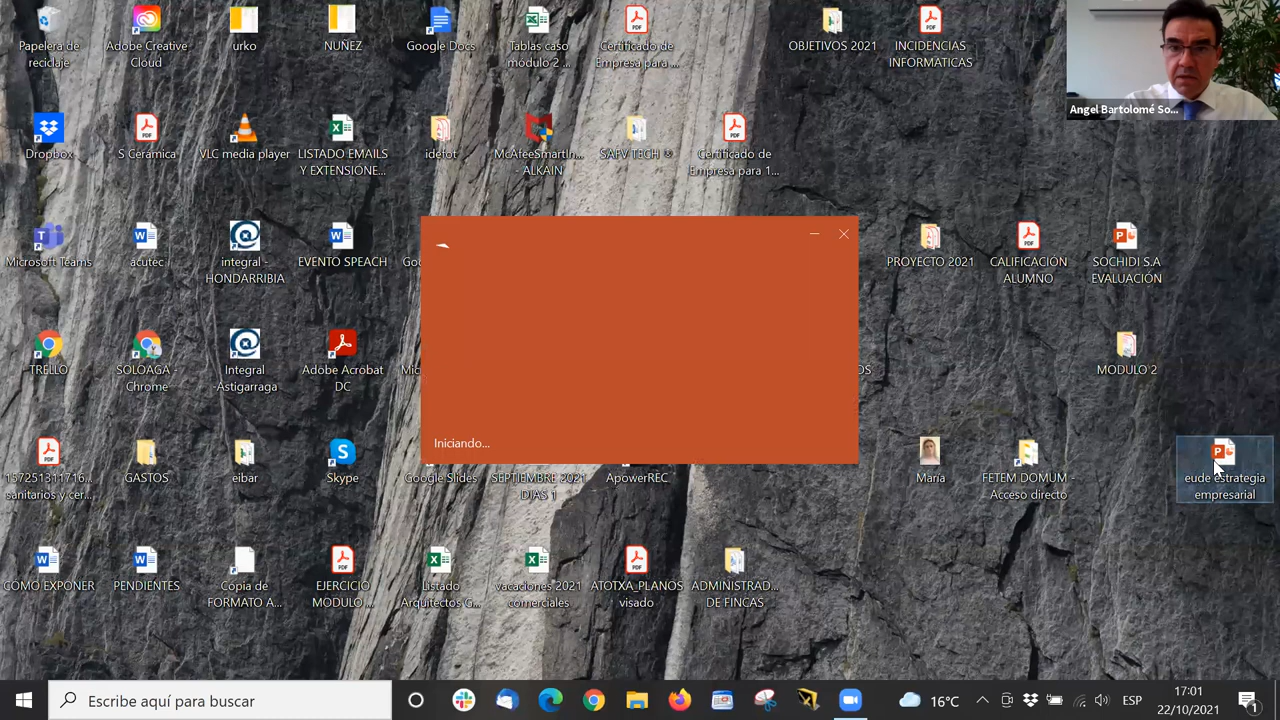 Papelera de
reciclaje
Adobe Creative
Cloud
urko
NUÑEZ
Google Docs
Tablas caso
módulo 2 ...
Certificado de
Empresa para ...
OBJETIVOS 2021
INCIDENCIAS
INFORMATICAS
Angel Bartolomé So...
Dropbox
S Cerámica
VLC media player
LISTADO EMAILS
Y EXTENSIONE...
idefot
McAfeeSmartIn...
- ALKAIN
SAFV TECH ®
Certificado de
Empresa para 1...
Microsoft Teams
acutec
integral -
HONDARRIBIA
EVENTO SPEACH
PROYECTO 2021
CALIFICACIÓN
ALUMNO
SOCHIDI S.A
EVALUACIÓN
TRELLO
SOLOAGA -
Chrome
Integral
-Astigarraga
Adobe Acrobat
DC
MODULO 2
Iniciando...
157251311716...
sanitarios y cer...
GASTOS
eibar
Skype
Google Slides
SEPTIEMBRE 2021
DIAS 1
ApowerREC
María
FETEM DOMUM -
Acceso directo
eude estrategia
empresarial
CÓMO EXPONER
PENDIENTES
Copia de
FORMATO A...
EJERCICIO
MODULO ...
Listado
Arquitectos G...
vacaciones 2021
comerciales
ATOTXA_PLANOS
visado
ADMINISTRAD...
DE FINCAS
Escribe aquí para buscar
16°C
ESP
17:01
22/10/2021